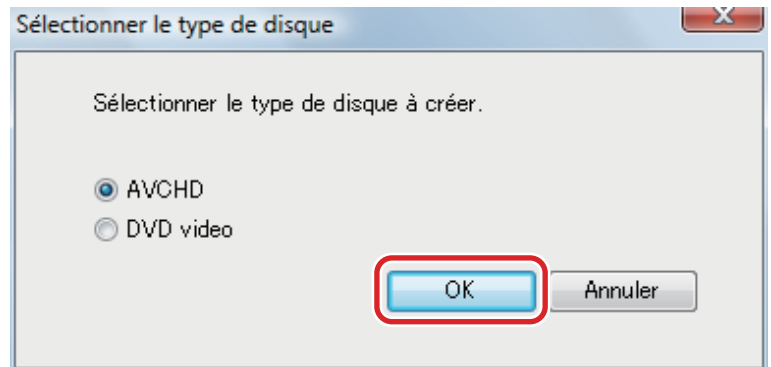 Sélectionner le type de disque
Sélectionner le type de disque à créer.
AVCHD
DVD video
OK Annuler